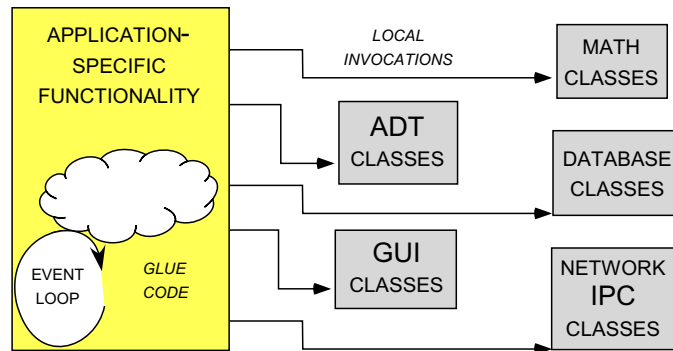 APPLICATION-
SPECIFIC
FUNCTIONALITY
EVENT
LOOP
GLUE
CODE
LOCAL
INVOCATIONS
MATH
CLASSES
ADT
CLASSES
DATABASE
CLASSES
GUI
CLASSES
NETWORK
IPC
CLASSES